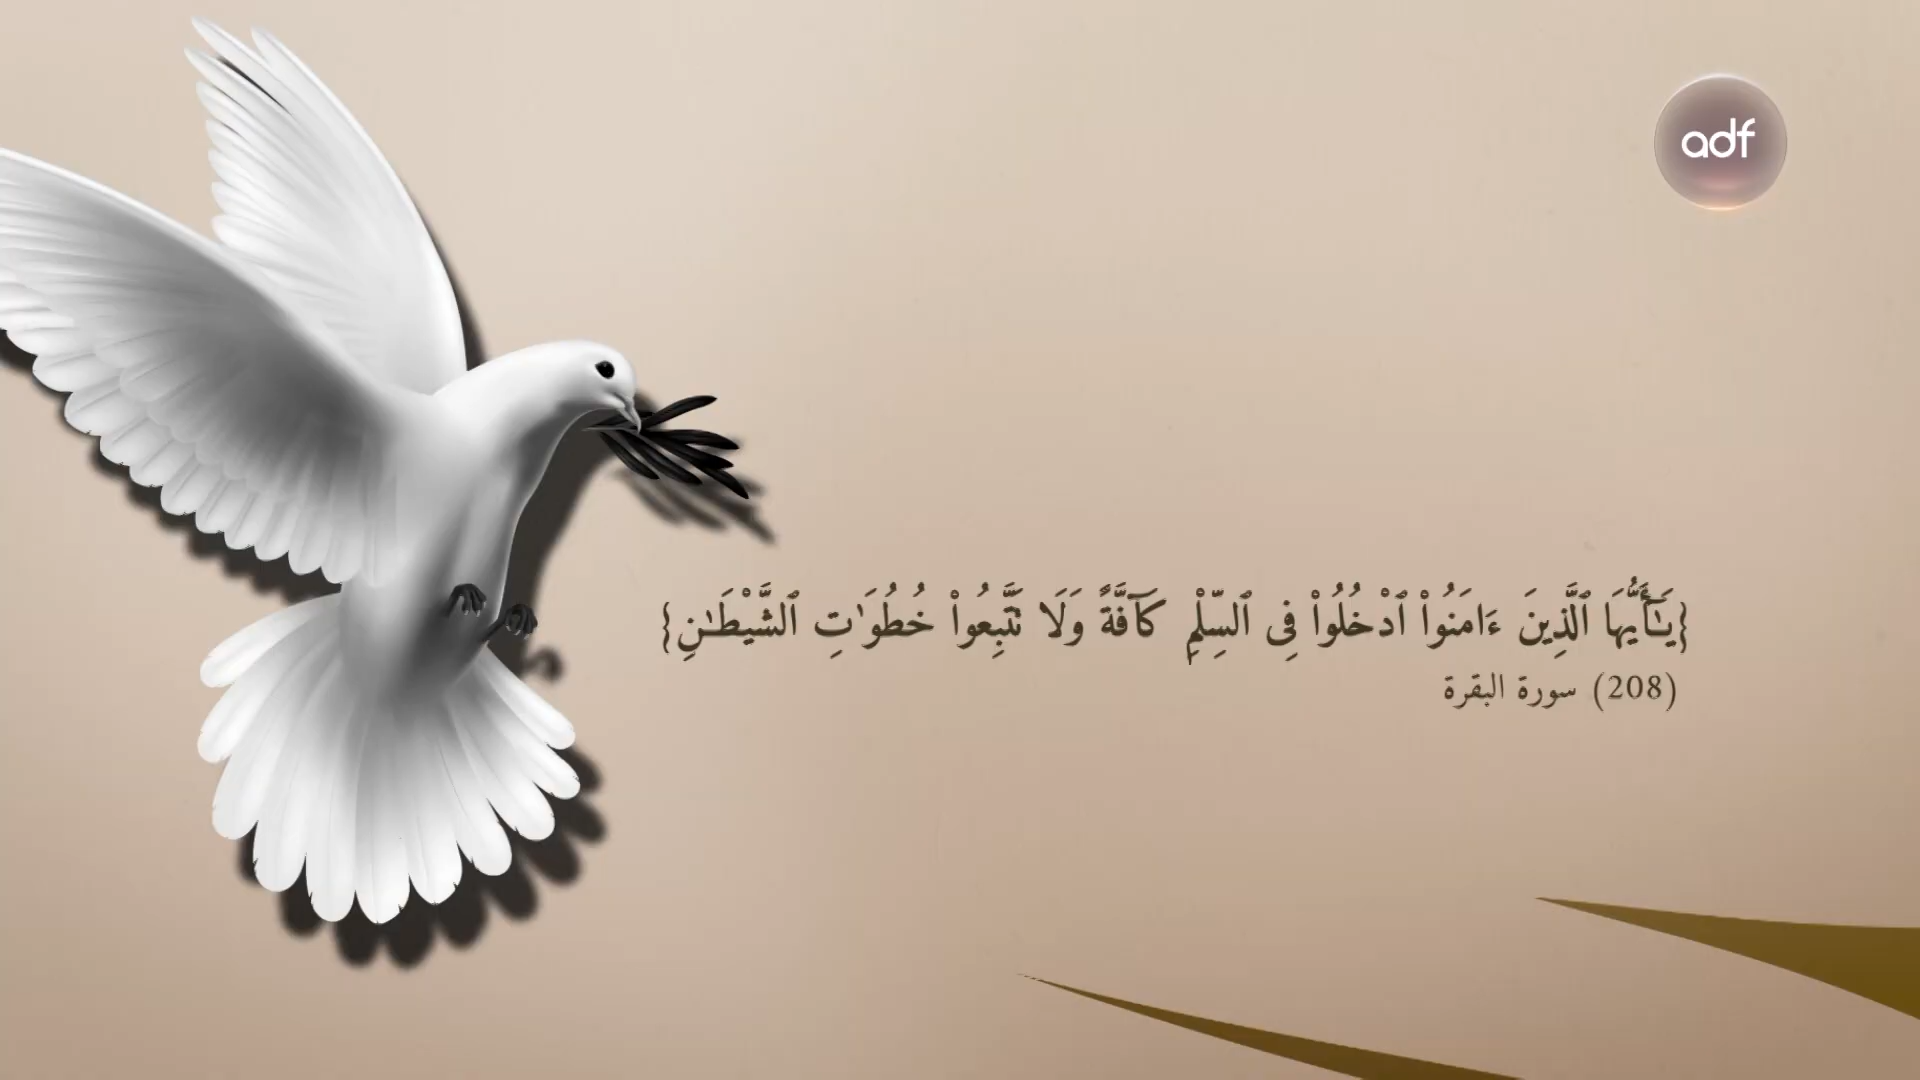 adf
{يَـٰٓأَيُّهَا ٱلَّذِينَ ءَامَنُوا۟ ٱدْخُلُوا۟ فِى ٱلسِّلْمِ كَآفَّةً وَلَا تَتَّبِعُوا۟ خُطُوَٰتِ ٱلشَّيْطَـٰنِ}
(208) سورة البقرة